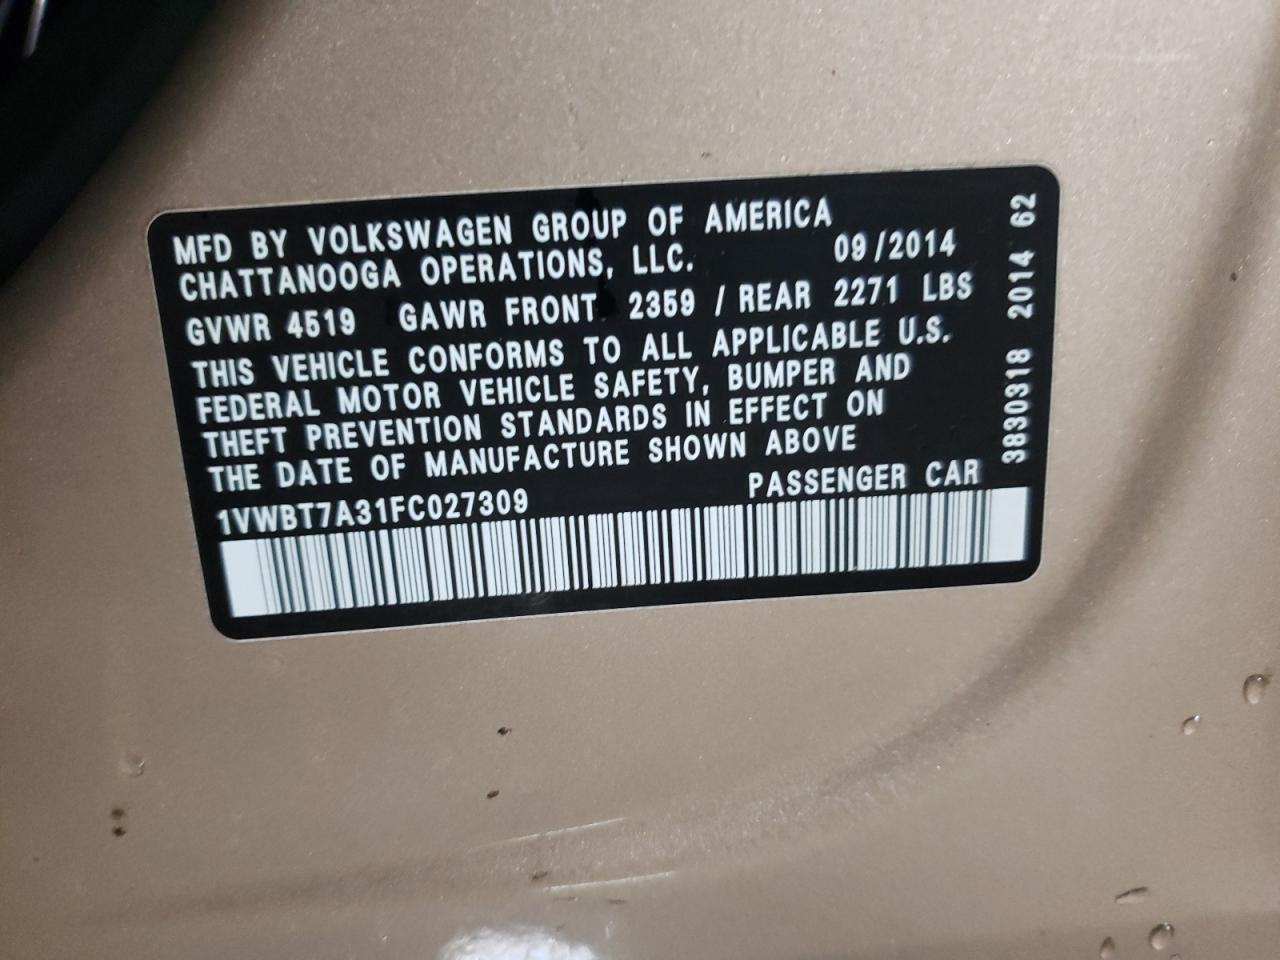 MFD BY VOLKSWAGEN GROUP OF AMERICA
CHATTANOOGA OPERATIONS, LLC. 09/2014
GVWR 4519 GAWR FRONT 2359 / REAR 2271 LBS
THIS VEHICLE CONFORMS TO ALL APPLICABLE U.S.
FEDERAL MOTOR VEHICLE SAFETY, BUMPER AND
THEFT PREVENTION STANDARDS IN EFFECT ON
THE DATE OF MANUFACTURE SHOWN ABOVE
1VWBT7A31FC027309 PASSENGER CAR
3830318 2014 62